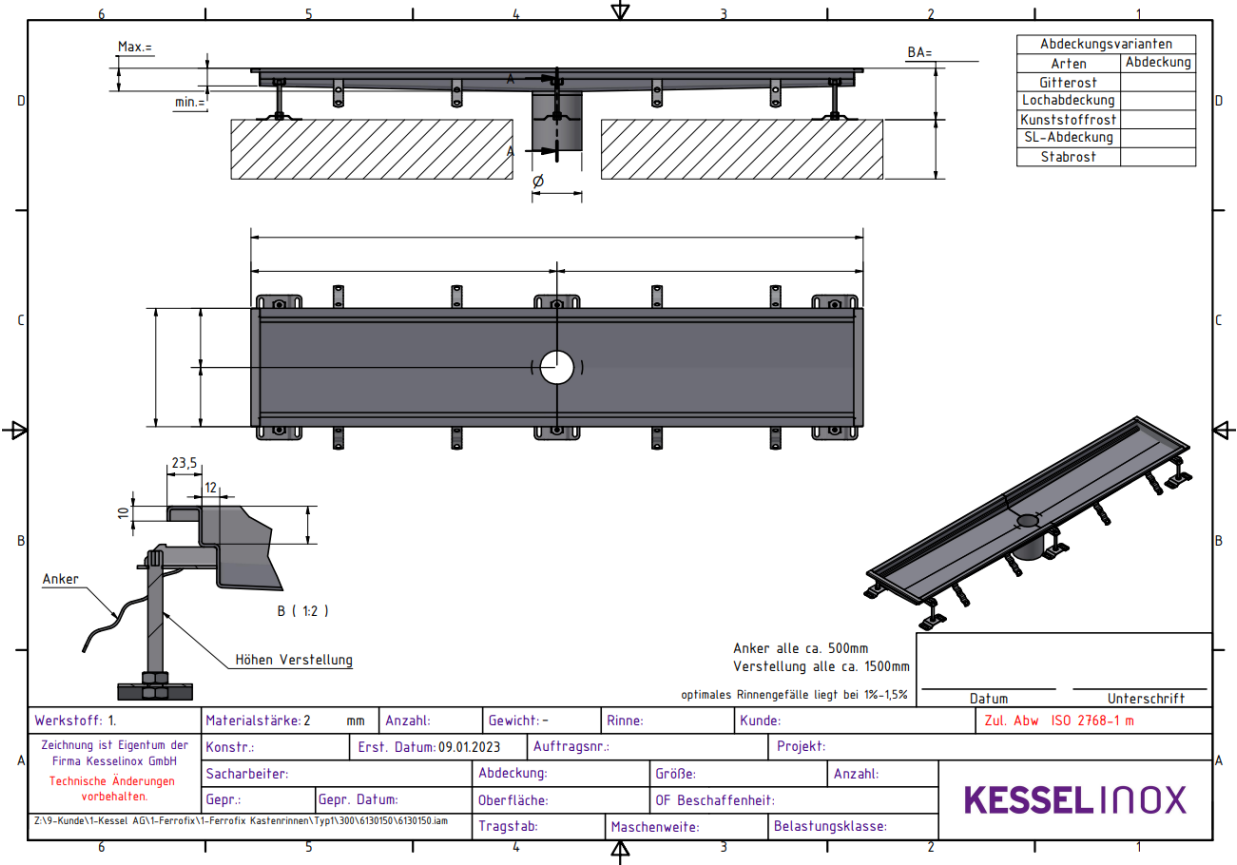 6 5 4 3 2 1
Max.=
min.=
BA=
A
A
Ø
Abdeckungsvarianten
Arten Abdeckung
Gitterost
Lochabdeckung
Kunststoffrost
SL-Abdeckung
Stabrost
D D
C C
23,5
12
10
B B
Anker
B ( 1:2 )
Höhen Verstellung
Anker alle ca. 500mm
Verstellung alle ca. 1500mm
optimales Rinnengefälle liegt bei 1%-1,5%
Datum Unterschrift
Werkstoff: 1. Materialstärke: 2 mm Anzahl: Gewicht: - Rinne: Kunde: Zul. Abw ISO 2768-1 m
Zeichnung ist Eigentum der
Firma Kesselinox GmbH
Technische Änderungen
vorbehalten.
Konstr.: Erst. Datum: 09.01.2023 Auftragsnr.: Projekt:
A A
Sacharbeiter: Abdeckung: Größe: Anzahl:
Gepr.: Gepr. Datum: Oberfläche: OF Beschaffenheit:
KESSELINOX
Z:\9-Kunde\1-Kessel AG\1-Ferrofix\1-Ferrofix Kastenrinnen\Typ1\300\6130150\6130150.iam
Tragstab: Maschenweite: Belastungsklasse:
6 5 4 3 2 1